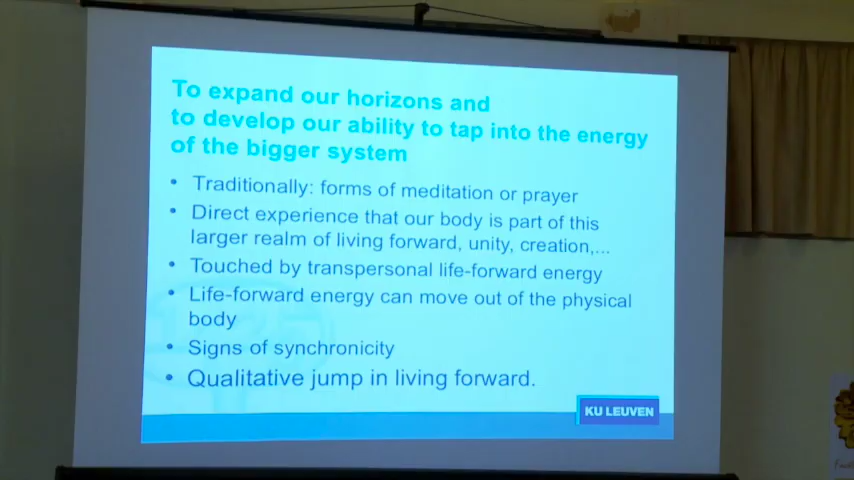 To expand our horizons and
to develop our ability to tap into the energy
of the bigger system
• Traditionally: forms of meditation or prayer
• Direct experience that our body is part of this
larger realm of living forward, unity, creation,...
• Touched by transpersonal life-forward energy
• Life-forward energy can move out of the physical
body
• Signs of synchronicity
• Qualitative jump in living forward.
KU LEUVEN